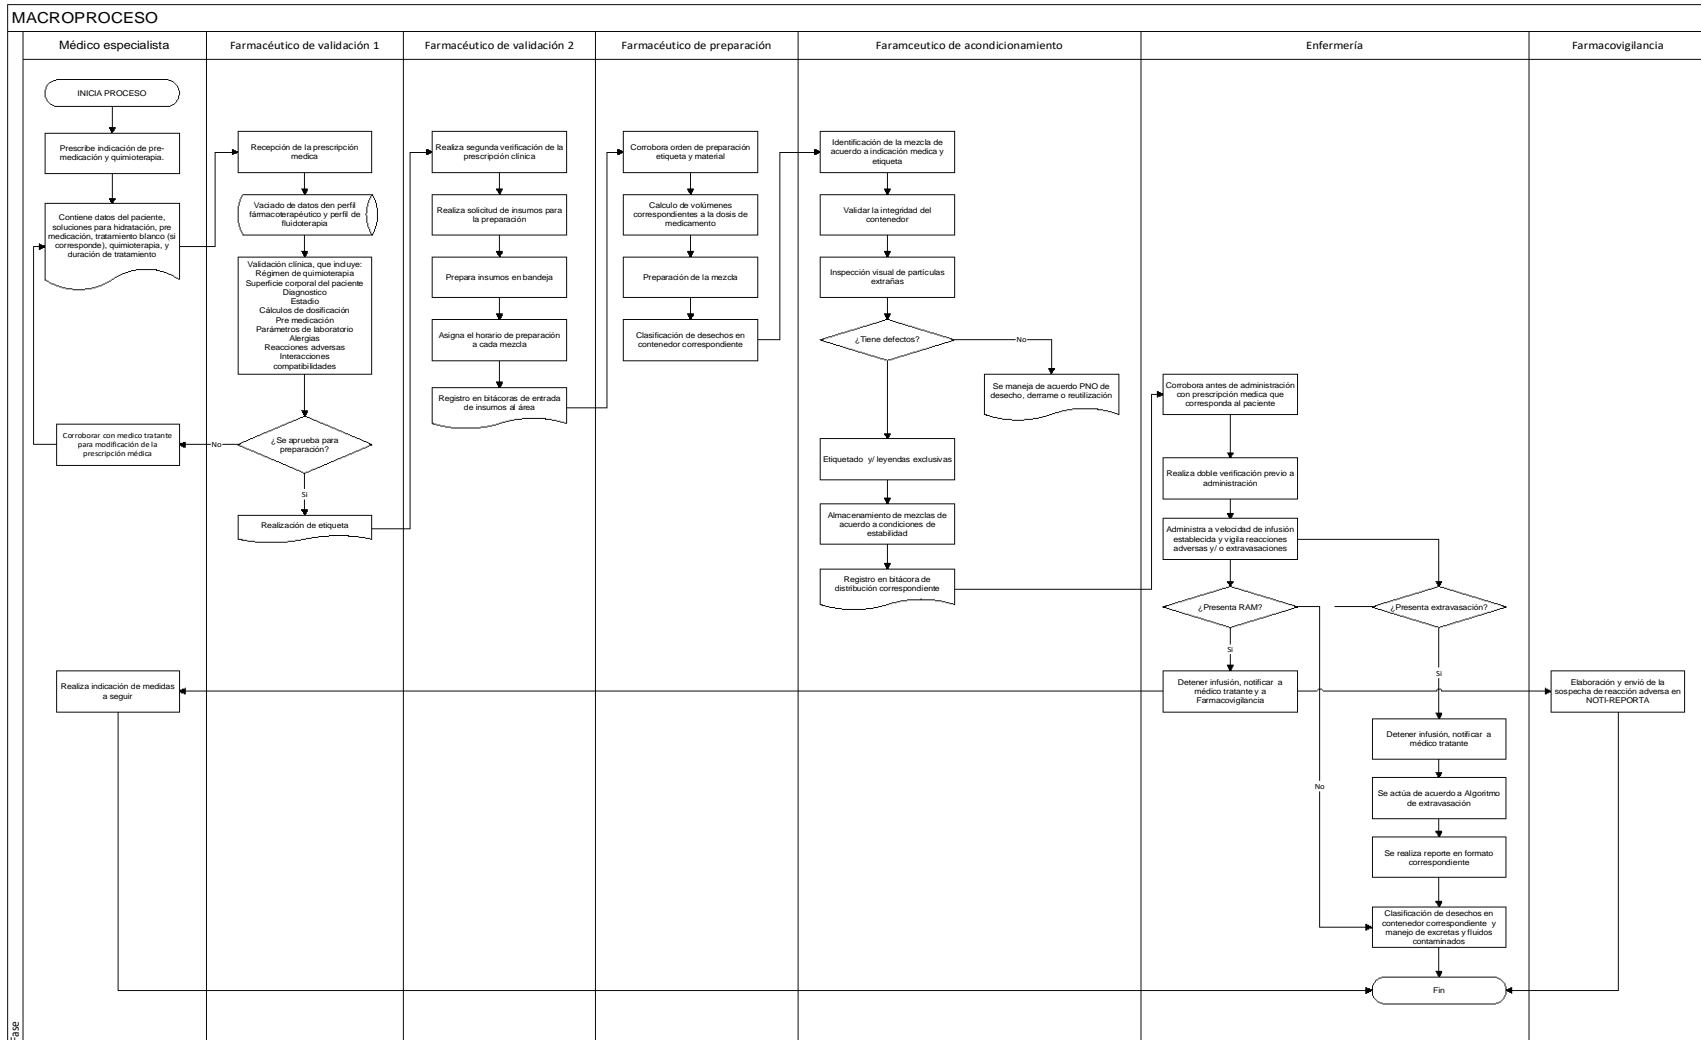 MACROPROCESO
Médico especialista
Farmacéutico de validación 1
Farmacéutico de validación 2
Farmacéutico de preparación
Faramceutico de acondicionamiento
Enfermería
Farmacovigilancia
INICIA PROCESO
Prescribe indicación de pre-
medicación y quimioterapia.
Contiene datos del paciente,
soluciones para hidratación, pre
medicación, tratamiento blanco (si
corresponde), quimioterapia, y
duración de tratamiento
Corroborar con medico tratante
para modificación de la
prescripción médica
Realiza indicación de medidas
a seguir
Recepción de la prescripción
medica
Vaciado de datos den perfil
fármacoterapéutico y perfil de
fluidoterapia
Validación clínica, que incluye:
Régimen de quimioterapia
Superficie corporal del paciente
Diagnostico
Estadio
Cálculos de dosificación
Pre medicación
Parámetros de laboratorio
Alergias
Reacciones adversas
Interacciones
compatibilidades
¿Se aprueba para
preparación?
No
Si
Realización de etiqueta
Realiza segunda verificación de la
prescripción clínica
Realiza solicitud de insumos para
la preparación
Prepara insumos en bandeja
Asigna el horario de preparación
a cada mezcla
Registro en bitácoras de entrada
de insumos al área
Corrobora orden de preparación
etiqueta y material
Calculo de volúmenes
correspondientes a la dosis de
medicamento
Preparación de la mezcla
Clasificación de desechos en
contenedor correspondiente
Identificación de la mezcla de
acuerdo a indicación medica y
etiqueta
Validar la integridad del
contenedor
Inspección visual de partículas
extrañas
¿Tiene defectos?
No
Se maneja de acuerdo PNO de
desecho, derrame o reutilización
Etiquetado y/ leyendas exclusivas
Almacenamiento de mezclas de
acuerdo a condiciones de
estabilidad
Registro en bitácora de
distribución correspondiente
Corrobora antes de administración
con prescripción medica que
corresponda al paciente
Realiza doble verificación previo a
administración
Administra a velocidad de infusión
establecida y vigila reacciones
adversas y/ o extravasaciones
¿Presenta RAM?
¿Presenta extravasación?
Si
Si
Detener infusión, notificar a
médico tratante y a
Farmacovigilancia
Detener infusión, notificar a
médico tratante
No
Se actúa de acuerdo a Algoritmo
de extravasación
Se realiza reporte en formato
correspondiente
Clasificación de desechos en
contenedor correspondiente y
manejo de excretas y fluidos
contaminados
Fin
Elaboración y envió de la
sospecha de reacción adversa en
NOTI-REPORTA
Fase